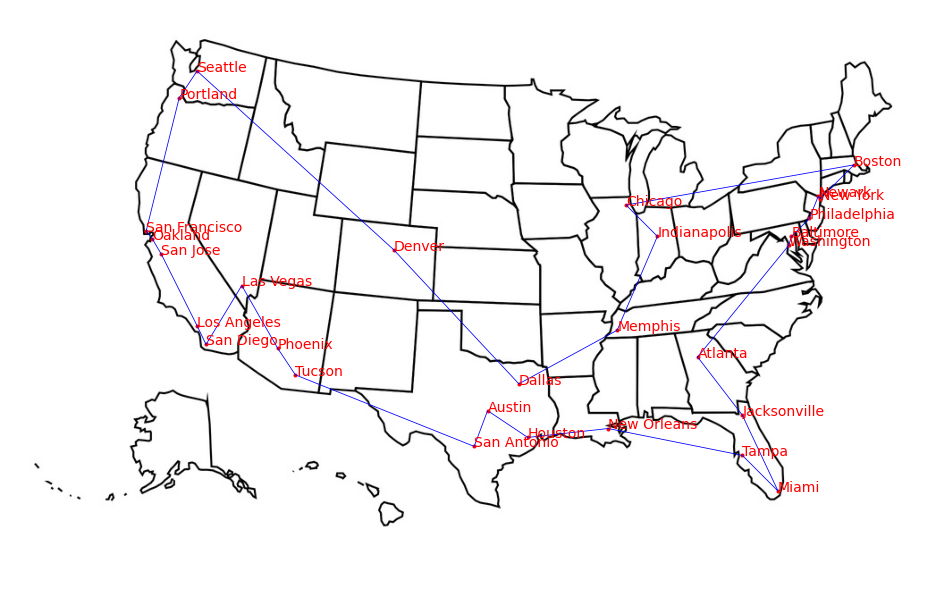 Seattle
Portland
Boston
Newark
New York
Chicago
Philadelphia
San Francisco
Oakland
Indianapolis
Baltimore
Washington
Denver
San Jose
Las Vegas
Los Angeles
Memphis
San Diego
Phoenix
Atlanta
Tucson
Dallas
Austin
Jacksonville
New Orleans
Houston
San Antonio
Tampa
Miami